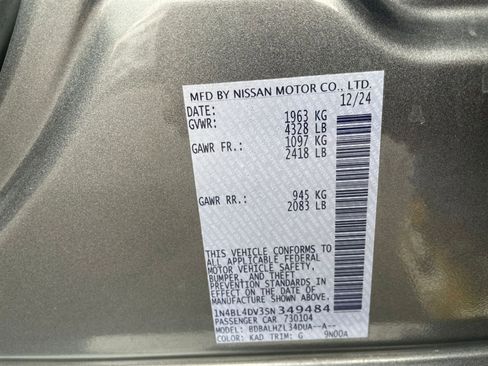 MFD BY NISSAN MOTOR CO., LTD.
DATE: 12/24
GVWR: 1963 KG
4328 LB
GAWR FR.: 1097 KG
2418 LB
GAWR RR.: 945 KG
2083 LB
THIS VEHICLE CONFORMS TO
ALL APPLICABLE FEDERAL
MOTOR VEHICLE SAFETY,
BUMPER, AND THEFT
PREVENTION STANDARDS IN
EFFECT ON THE DATE OF
MANUFACTURE SHOWN ABOVE.
1N4BL4DV3SN349484
PASSENGER CAR 730104
MODEL: BDBALHZL34DUA--A--
COLOR: KAD TRIM: G 9N00A